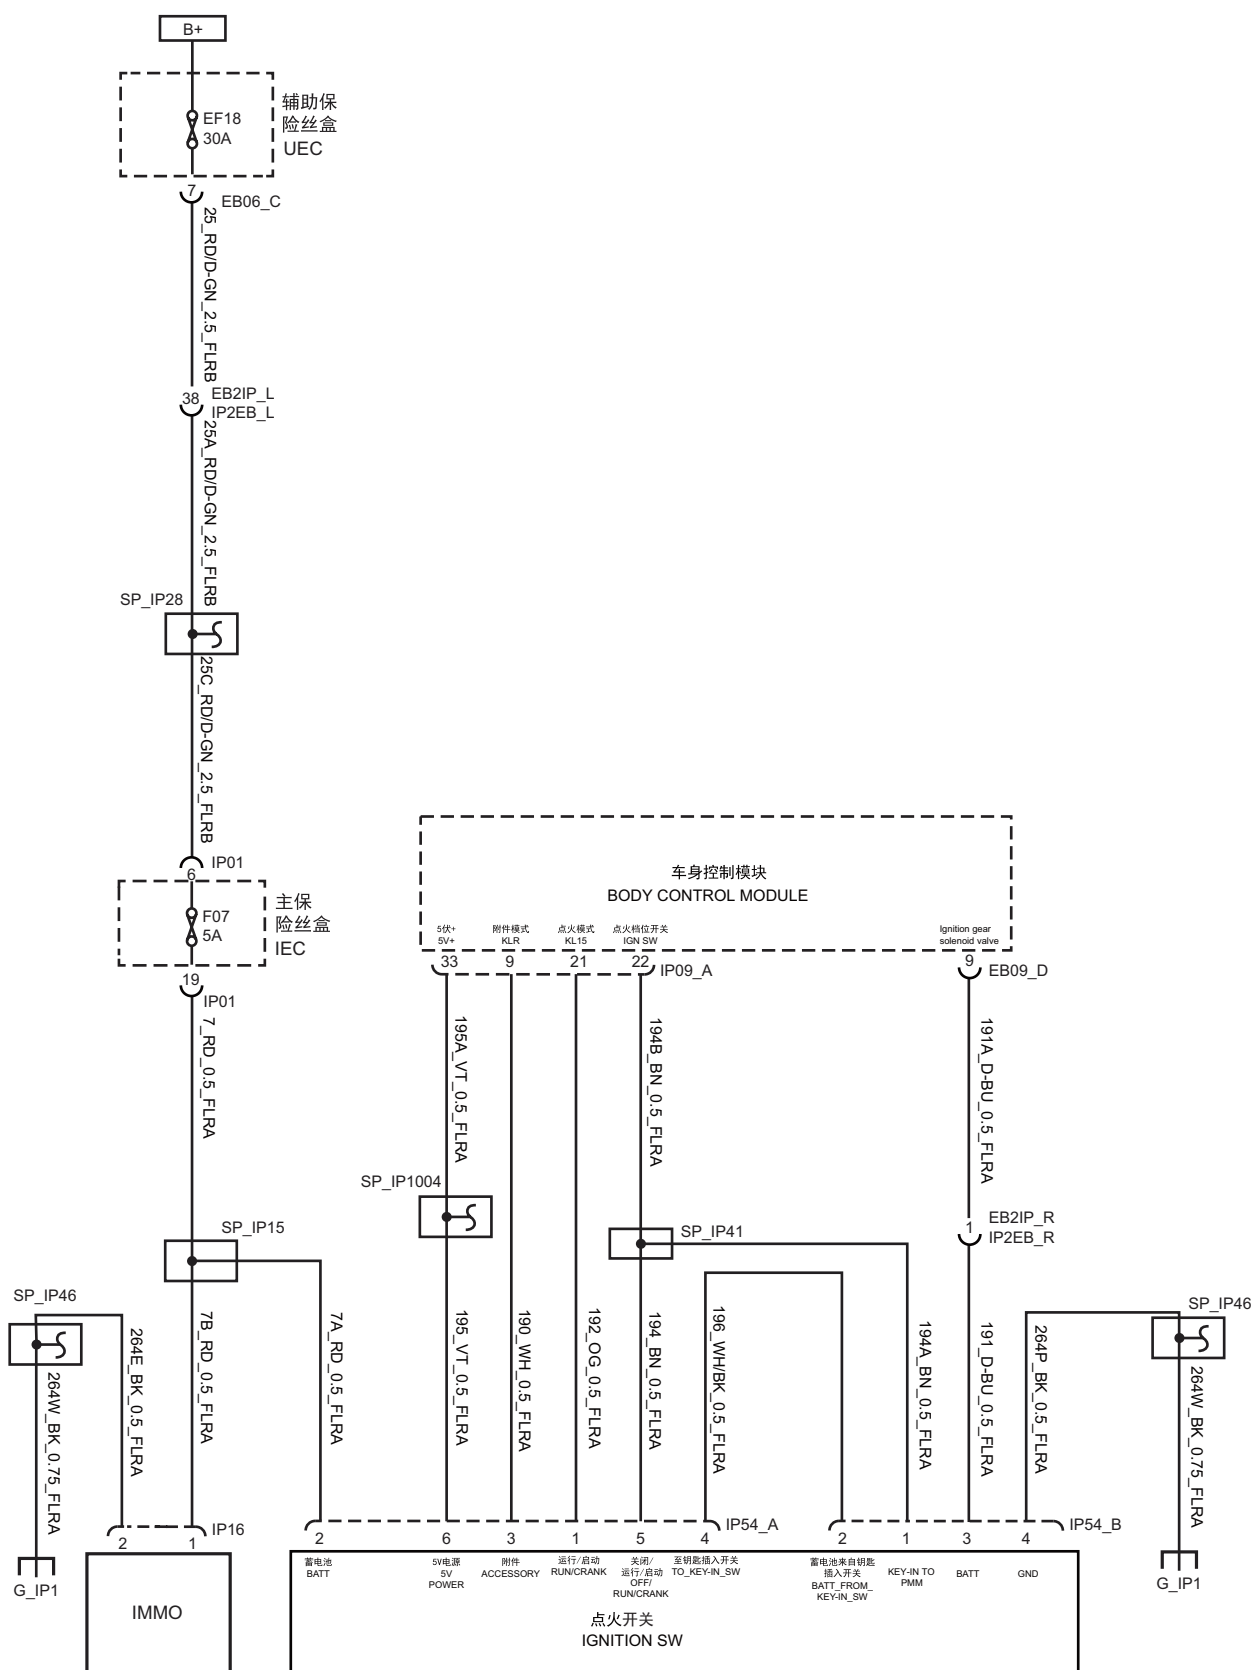 B+
EF18
30A
辅助保
险丝盒
UEC
7
EB06_C
25_RD/D-GN_2.5_FLRB
38
EB2IP_L
IP2EB_L
25A_RD/D-GN_2.5_FLRB
SP_IP28
25C_RD/D-GN_2.5_FLRB
IP01
6
F07
5A
主保
险丝盒
IEC
19
IP01
7_RD_0.5_FLRA
车身控制模块
BODY CONTROL MODULE
5伏+
5V+
附件模式
KLR
点火模式
KL15
点火档位开关
IGN SW
Ignition gear
solenoid valve
33
9
21
22
IP09_A
9
EB09_D
195A_VT_0.5_FLRA
194B_BN_0.5_FLRA
191A_D-BU_0.5_FLRA
SP_IP1004
SP_IP15
SP_IP41
1
EB2IP_R
IP2EB_R
SP_IP46
264W_BK_0.75_FLRA
264E_BK_0.5_FLRA
7B_RD_0.5_FLRA
7A_RD_0.5_FLRA
195_VT_0.5_FLRA
190_WH_0.5_FLRA
192_OG_0.5_FLRA
194_BN_0.5_FLRA
196_WH/BK_0.5_FLRA
194A_BN_0.5_FLRA
191_D-BU_0.5_FLRA
264P_BK_0.5_FLRA
SP_IP46
264W_BK_0.75_FLRA
2
1
IP16
G_IP1
IMMO
2
6
3
1
5
4
IP54_A
2
1
3
4
IP54_B
G_IP1
蓄电池
BATT
5V电源
5V
POWER
附件
ACCESSORY
运行/启动
RUN/CRANK
关闭/
运行/启动
OFF/
RUN/CRANK
至钥匙插入开关
TO_KEY-IN_SW
蓄电池来自钥匙
插入开关
BATT_FROM_
KEY-IN_SW
KEY-IN TO
PMM
BATT
GND
点火开关
IGNITION SW